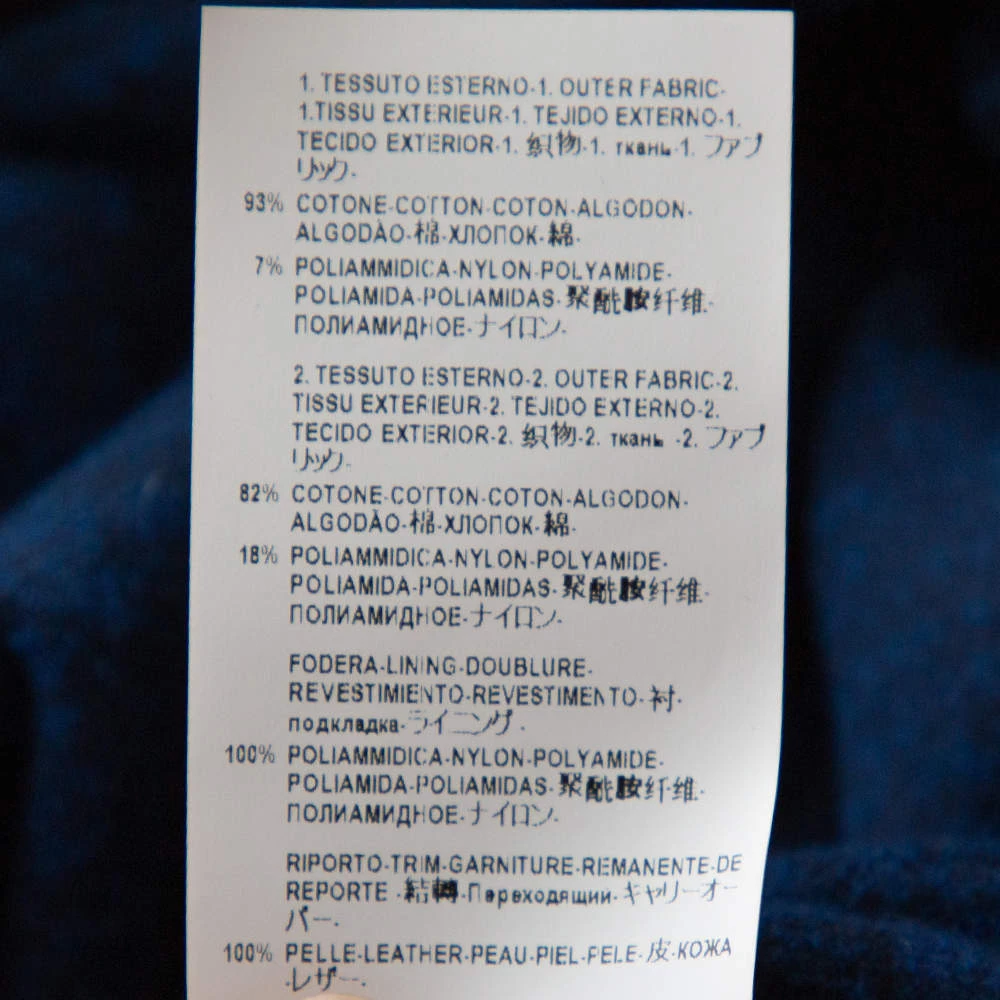 1. TESSUTO ESTERNO-1. OUTER FABRIC-
1.TISSU EXTERIEUR-1. TEJIDO EXTERNO-1.
TECIDO EXTERIOR-1. 织物-1. ткань-1. ファブ
リック-
93% COTONE-COTTON-COTON-ALGODON-
ALGODÃO-棉-ХЛОПОК-綿-
7% POLIAMMIDICA-NYLON-POLYAMIDE-
POLIAMIDA-POLIAMIDAS-聚酰胺纤维-
ПОЛИАМИДНОЕ-ナイロン-
2. TESSUTO ESTERNO-2. OUTER FABRIC-2.
TISSU EXTERIEUR-2. TEJIDO EXTERNO-2.
TECIDO EXTERIOR-2. 织物-2. ткань -2. ファブ
リック-
82% COTONE-COTTON-COTON-ALGODON-
ALGODÃO-棉-ХЛОПОК-綿-
18% POLIAMMIDICA-NYLON-POLYAMIDE-
POLIAMIDA-POLIAMIDAS-聚酰胺纤维-
ПОЛИАМИДНОЕ-ナイロン-
FODERA-LINING-DOUBLURE-
REVESTIMIENTO-REVESTIMENTO-衬-
подкладка-ライニング-
100% POLIAMMIDICA-NYLON-POLYAMIDE-
POLIAMIDA-POLIAMIDAS-聚酰胺纤维-
ПОЛИАМИДНОЕ-ナイロン-
RIPORTO-TRIM-GARNITURE-REMANENTE-DE
REPORTE -結轉-Переходящий-キャリーオー
バー-
100% PELLE-LEATHER-PEAU-PIEL-PELE-皮-КОЖА
-レザー-